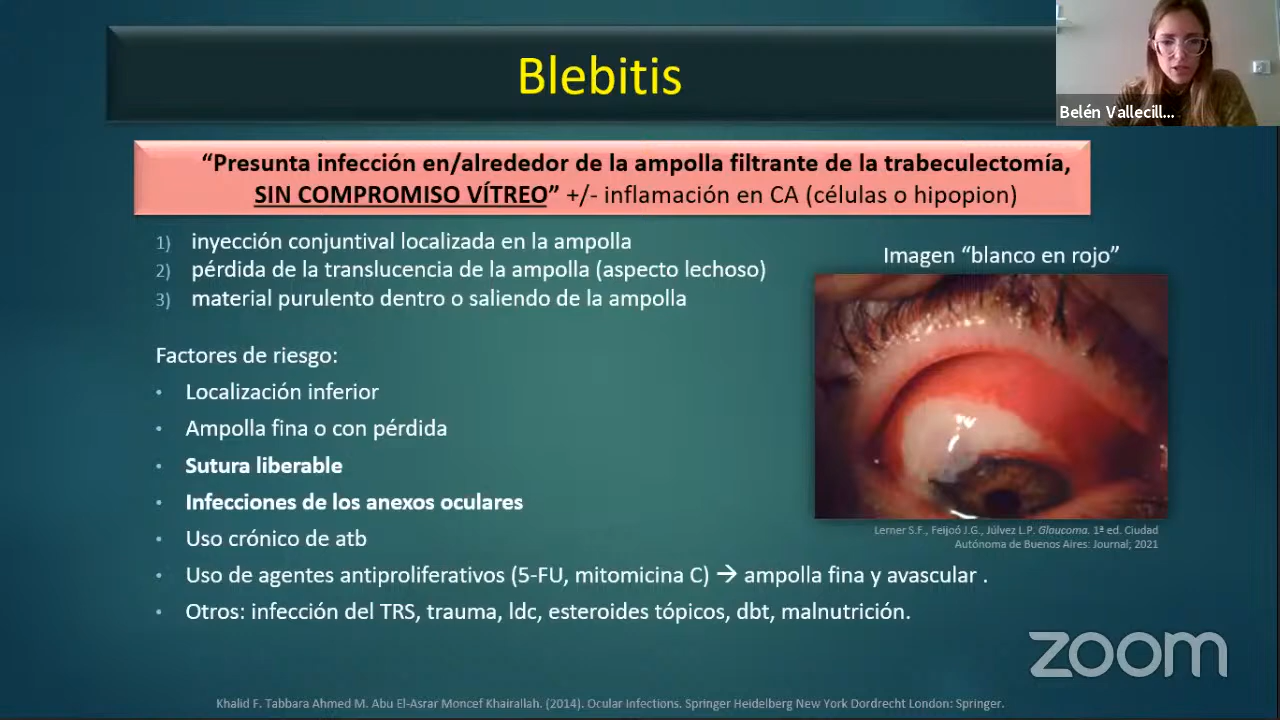 Blebitis
Belén Vallecill...
“Presunta infección en/alrededor de la ampolla filtrante de la trabeculectomía,
SIN COMPROMISO VÍTREO” +/- inflamación en CA (células o hipopion)
1) inyección conjuntival localizada en la ampolla
2) pérdida de la translucencia de la ampolla (aspecto lechoso)
3) material purulento dentro o saliendo de la ampolla
Imagen “blanco en rojo”
Factores de riesgo:
• Localización inferior
• Ampolla fina o con pérdida
• Sutura liberable
• Infecciones de los anexos oculares
• Uso crónico de atb
• Uso de agentes antiproliferativos (5-FU, mitomicina C) → ampolla fina y avascular .
• Otros: infección del TRS, trauma, ldc, esteroides tópicos, dbt, malnutrición.
Lerner S.F., Feijoó J.G., Júlvez L.P. Glaucoma. 1ª ed. Ciudad
Autónoma de Buenos Aires: Journal; 2021
zoom
Khalid F. Tabbara Ahmed M. Abu El-Asrar Moncef Khairallah. (2014). Ocular Infections. Springer Heidelberg New York Dordrecht London: Springer.